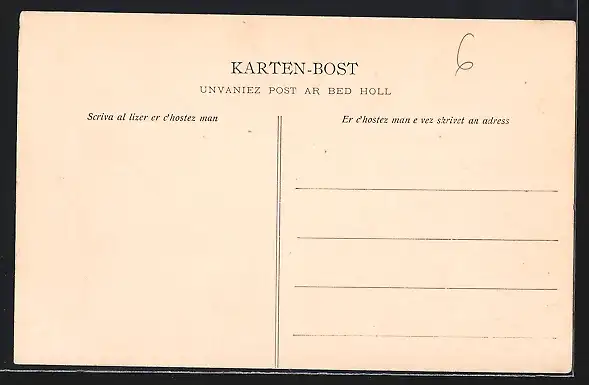 6
KARTEN-BOST
UNVANIEZ POST AR BED HOLL
Scriva al lizer er c'hostez man
Er c'hostez man e vez skrivet an adress